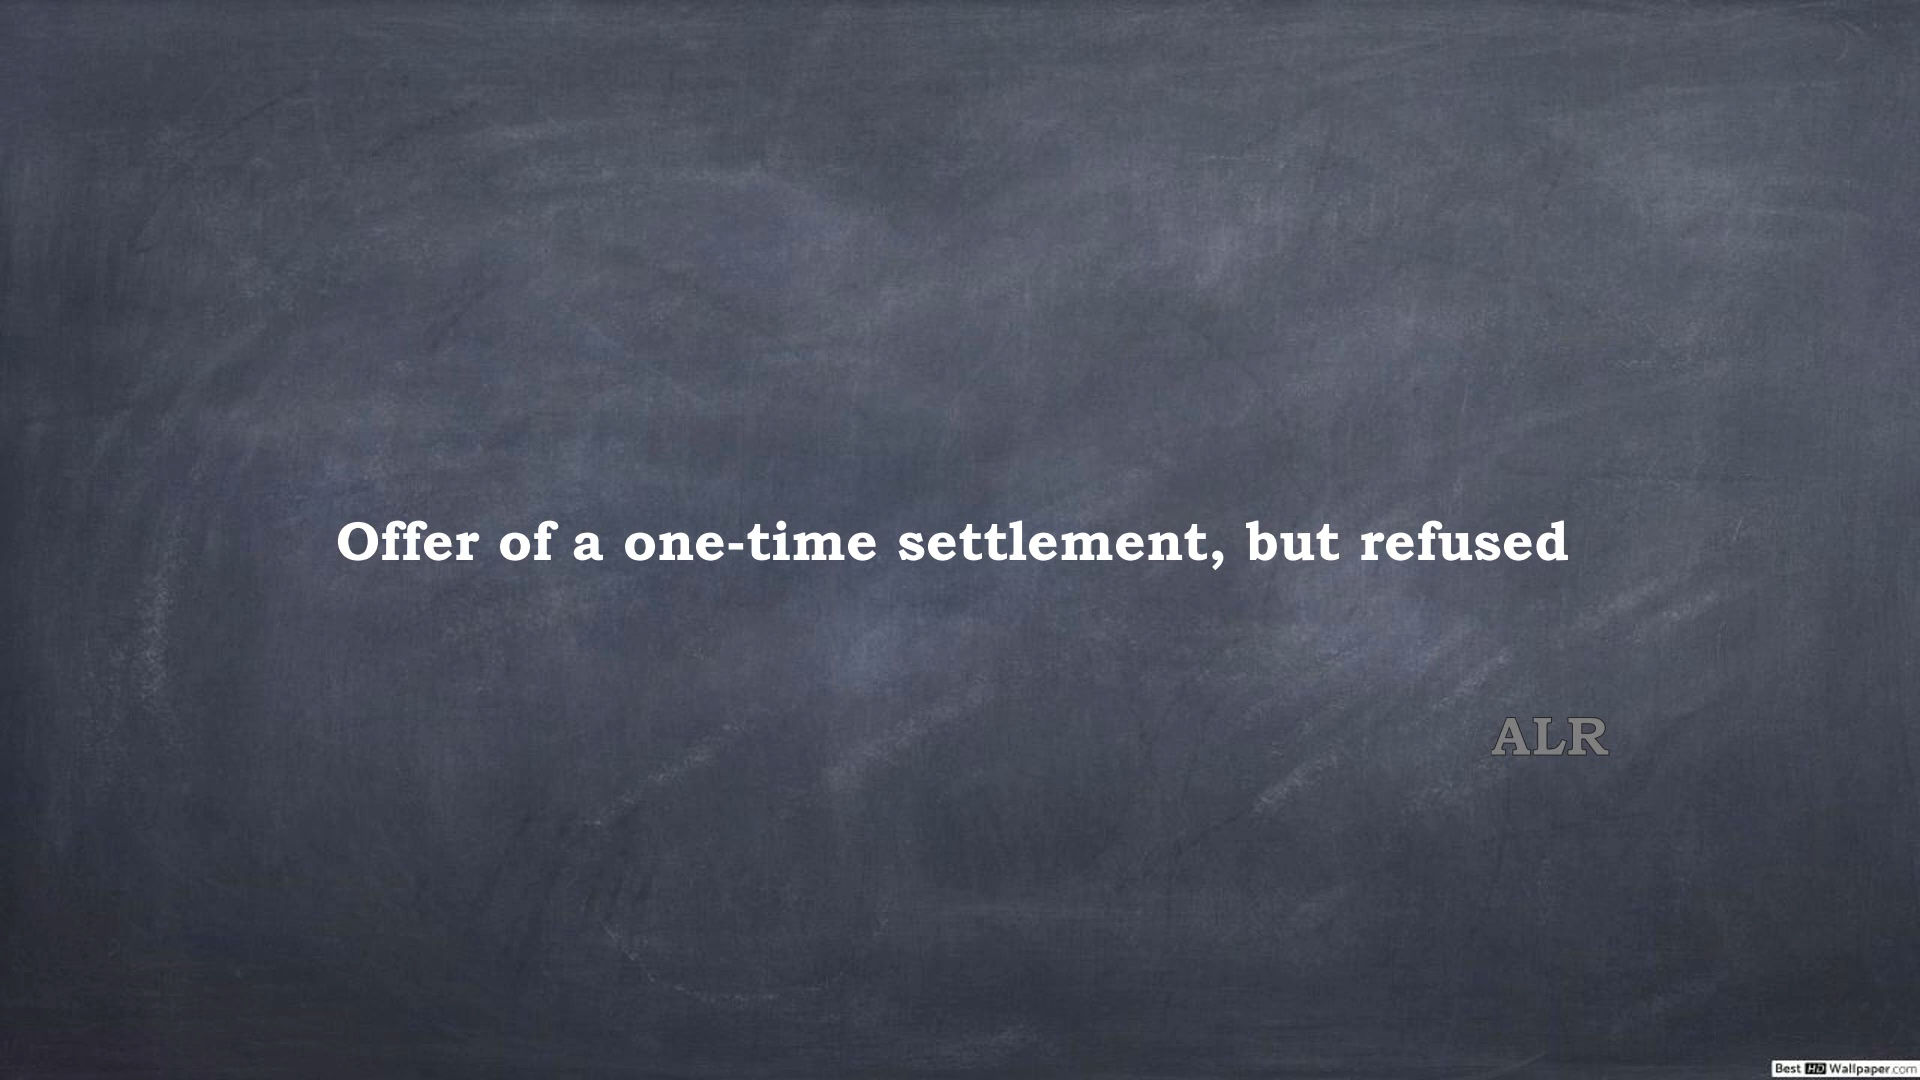 Offer of a one-time settlement, but refused
ALR
Best HD Wallpaper.com